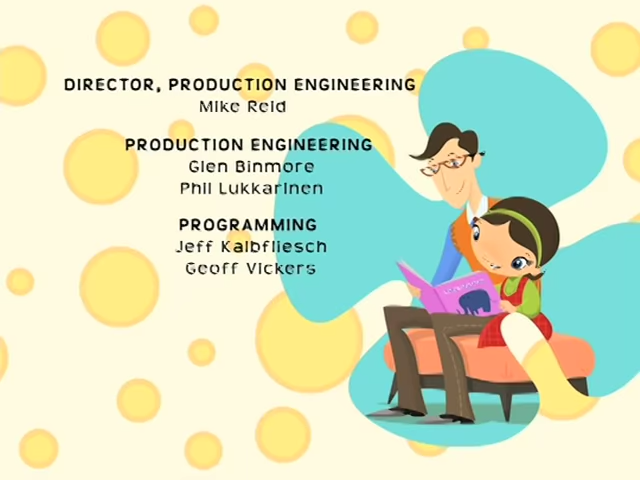 DIRECTOR, PRODUCTION ENGINEERING
Mike Reid
PRODUCTION ENGINEERING
Glen Binmore
Phil Lukkarinen
PROGRAMMING
Jeff Kalbfliesch
Geoff Vickers